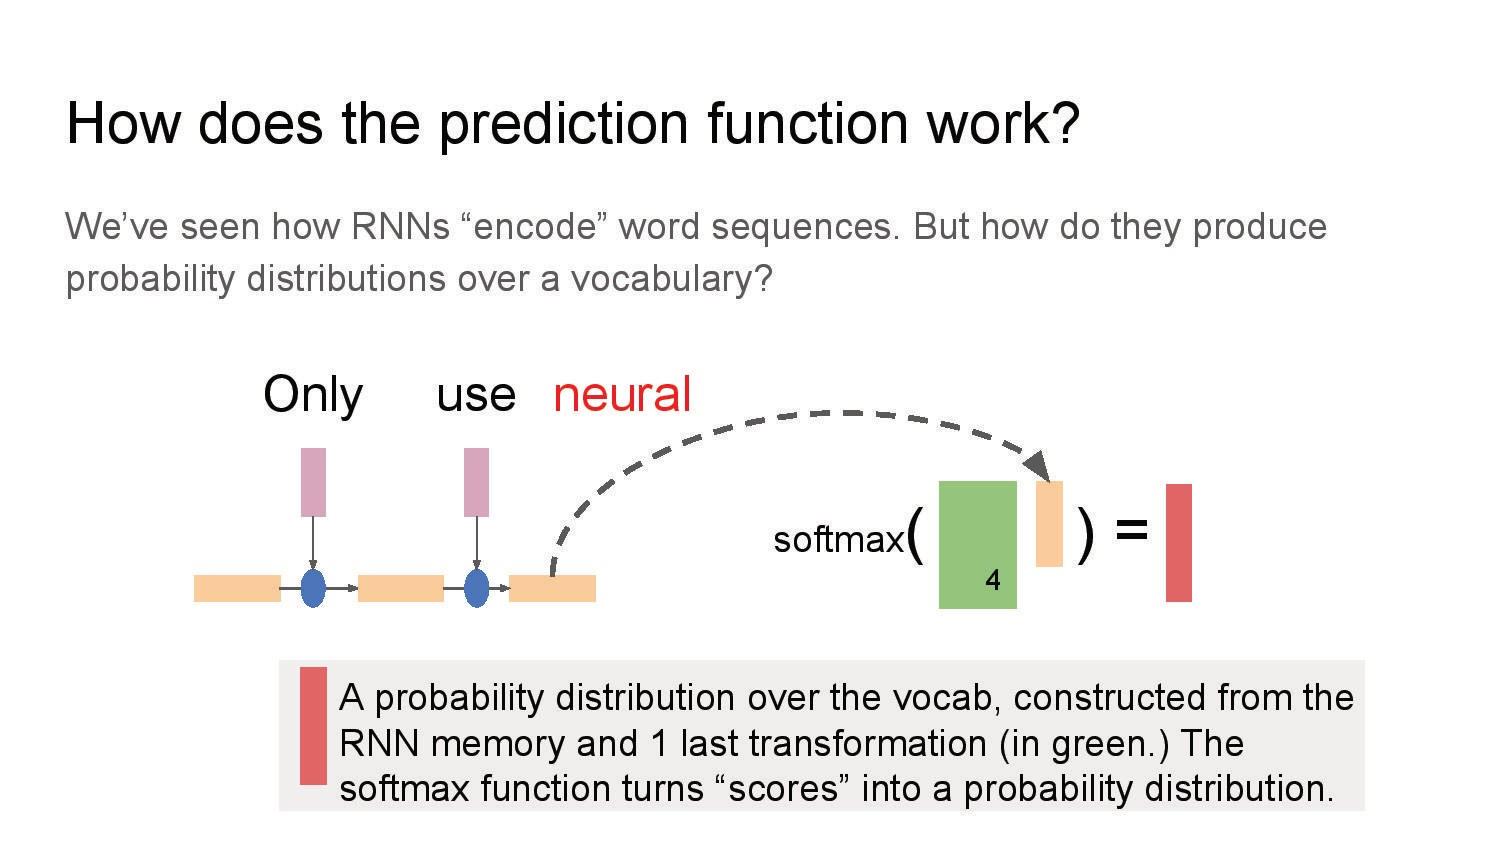 How does the prediction function work?
We’ve seen how RNNs “encode” word sequences. But how do they produce
probability distributions over a vocabulary?
Only use neural
softmax( ) =
4
A probability distribution over the vocab, constructed from the
RNN memory and 1 last transformation (in green.) The
softmax function turns “scores” into a probability distribution.